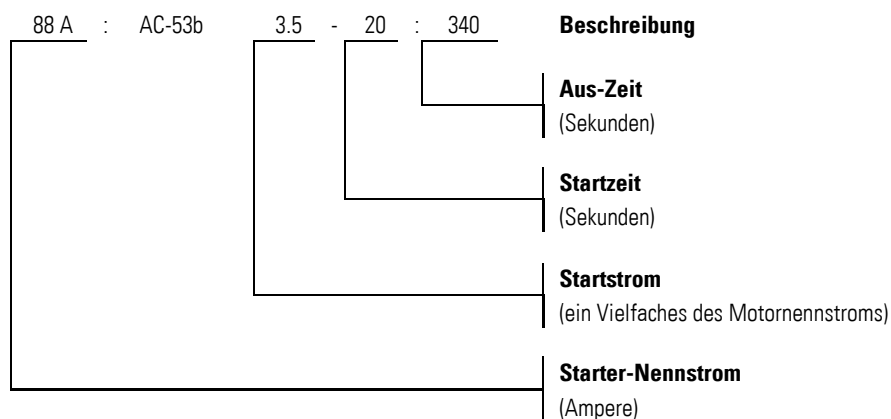 88 A : AC-53b 3.5 - 20 : 340 Beschreibung
Aus-Zeit
(Sekunden)
Startzeit
(Sekunden)
Startstrom
(ein Vielfaches des Motornennstroms)
Starter-Nennstrom
(Ampere)